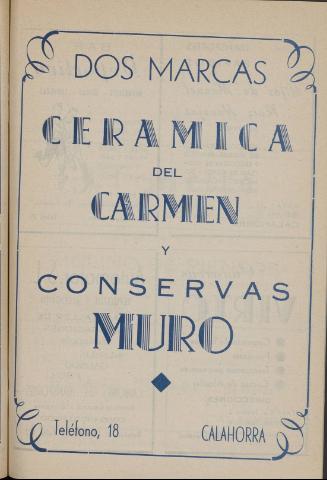 DOS MARCAS
CERAMICA
DEL
CARMEN
Y
CONSERVAS
MURO
Teléfono, 18 CALAHORRA